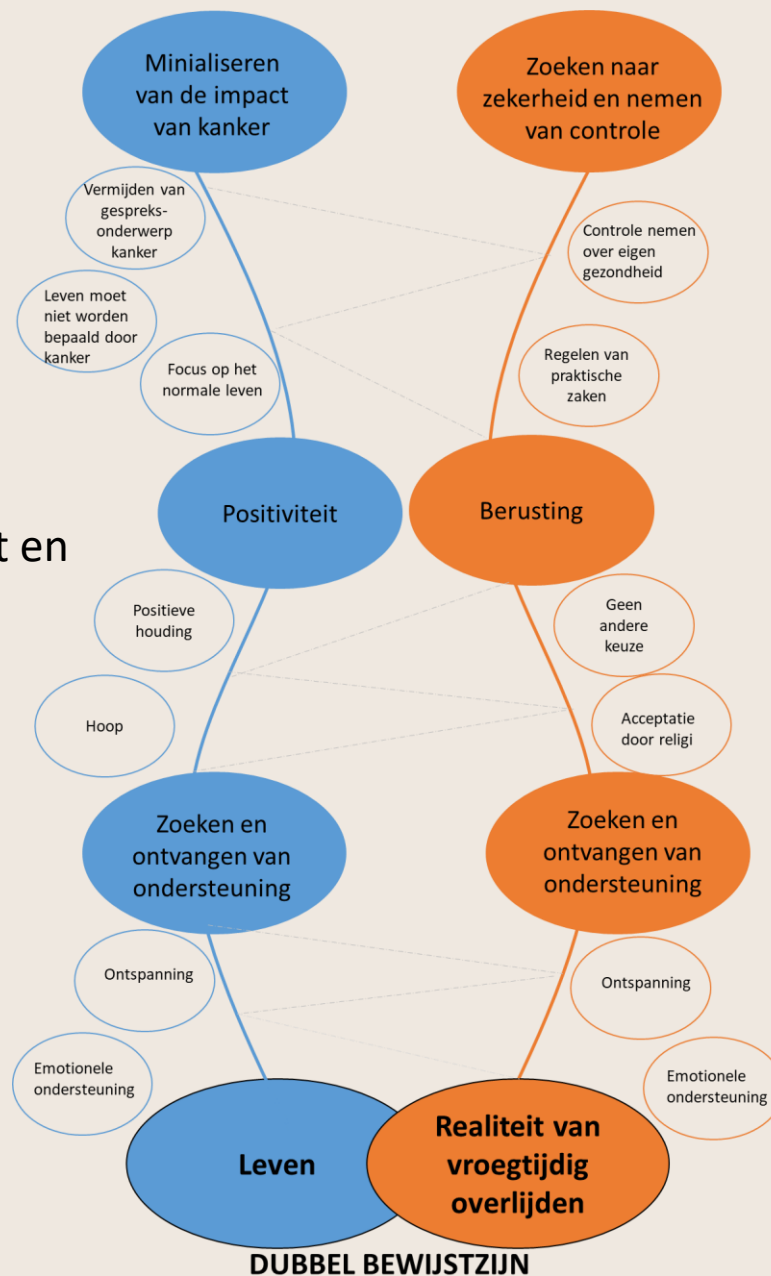 Minialiseren
van de impact
van kanker
Zoeken naar
zekerheid en nemen
van controle
Vermijden van
gespreks-
onderwerp
kanker
Controle nemen
over eigen
gezondheid
Leven moet
niet worden
bepaald door
kanker
Focus op het
normale leven
Regelen van
praktische
zaken
Positiviteit
Berusting
t en
Positieve
houding
Geen
andere
keuze
Hoop
Acceptatie
door religi
Zoeken en
ontvangen van
ondersteuning
Zoeken en
ontvangen van
ondersteuning
Ontspanning
Ontspanning
Emotionele
ondersteuning
Emotionele
ondersteuning
Leven
Realiteit van
vroegtijdig
overlijden
DUBBEL BEWIJSTZIJN